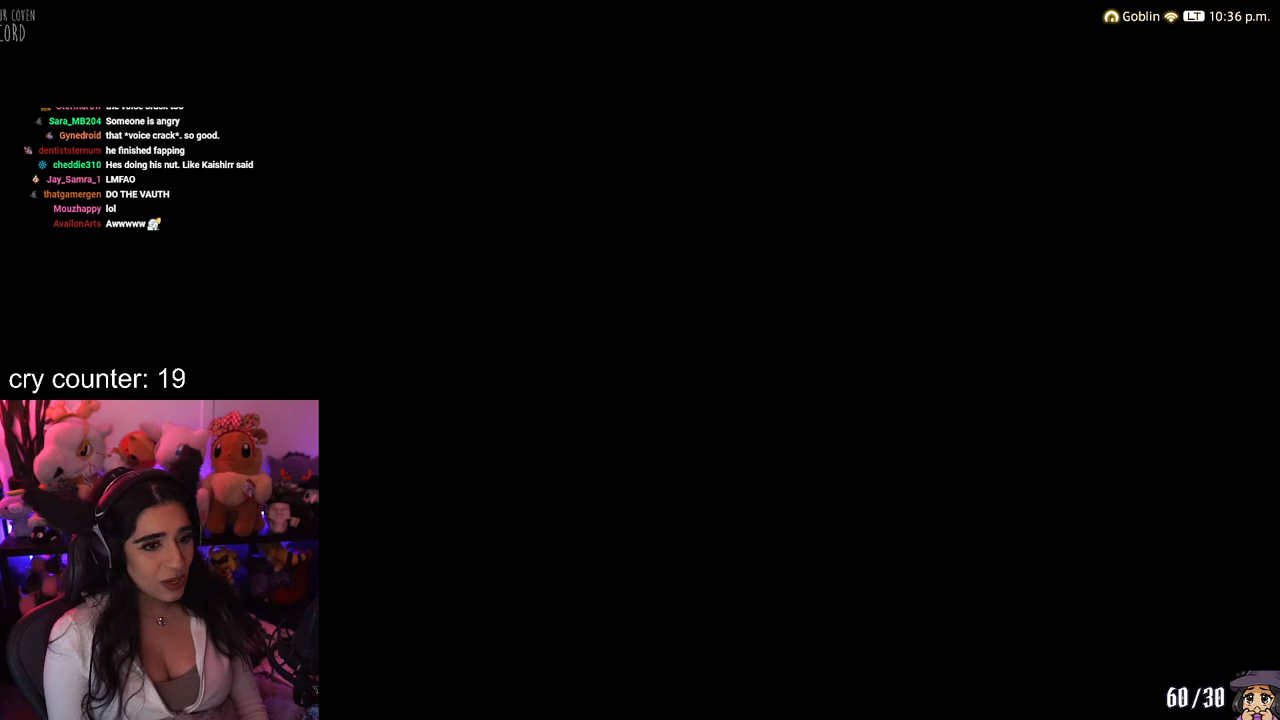 Goblin LT 10:36 p.m.
Sara_MB204 Someone is angry
Gynedroid that *voice crack*. so good.
dentiststernum he finished fapping
cheddie310 Hes doing his nut. Like Kaishirr said
Jay_Samra_1 LMFAO
thatgamergen DO THE VAUTH
Mouzhappy lol
AvallonArts Awwwww
cry counter: 19
60/30